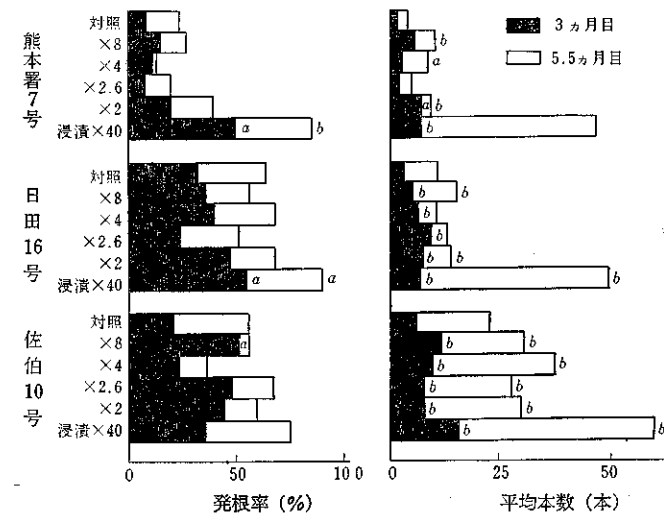 熊本署7号
対照
×8
×4
×2.6
×2
浸漬×40
a
b
b
a
a b
b
3ヵ月目
5.5ヵ月目
日田16号
対照
×8
×4
×2.6
×2
浸漬×40
a
a
b
b
b
b
b
b
b
b
佐伯10号
対照
×8
×4
×2.6
×2
浸漬×40
a
b
b
b
b
b
b
b
b
b
b
0
50
100
発根率(%)
0
25
50
平均本数(本)